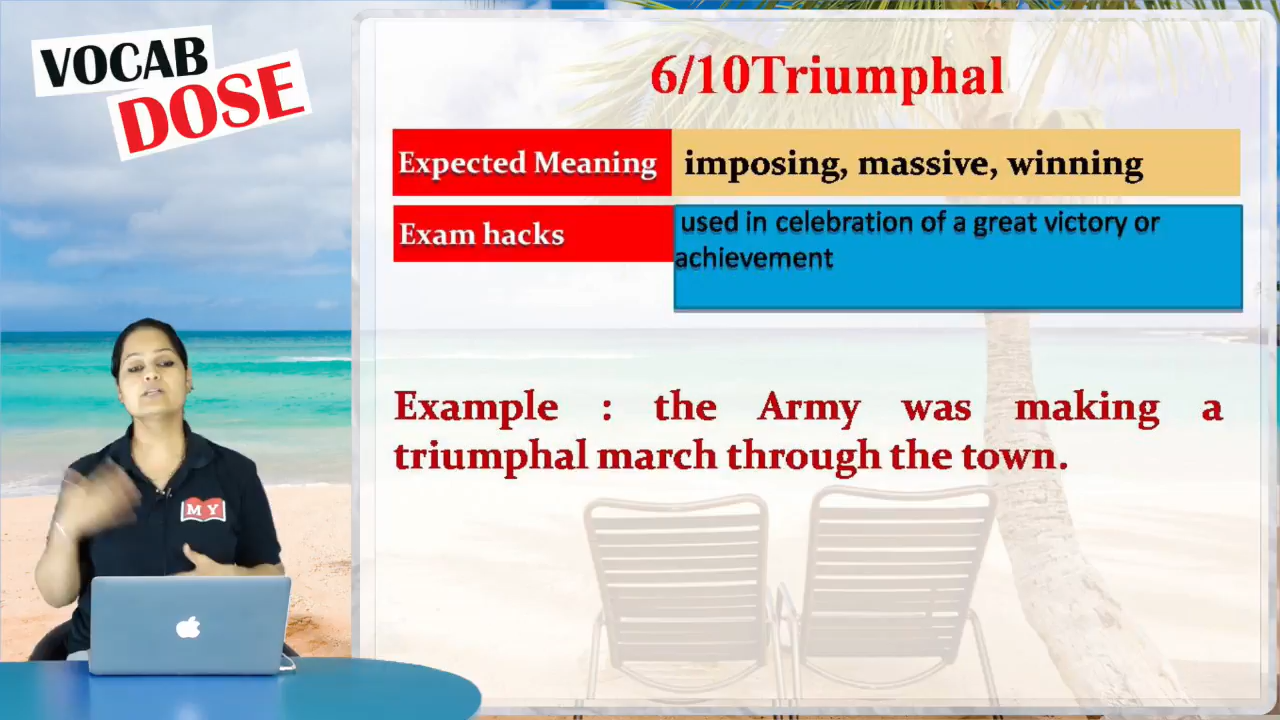 VOCAB
DOSE
6/10Triumphal
Expected Meaning
imposing, massive, winning
Exam hacks
used in celebration of a great victory or
achievement
Example : the Army was making a
triumphal march through the town.
M Y